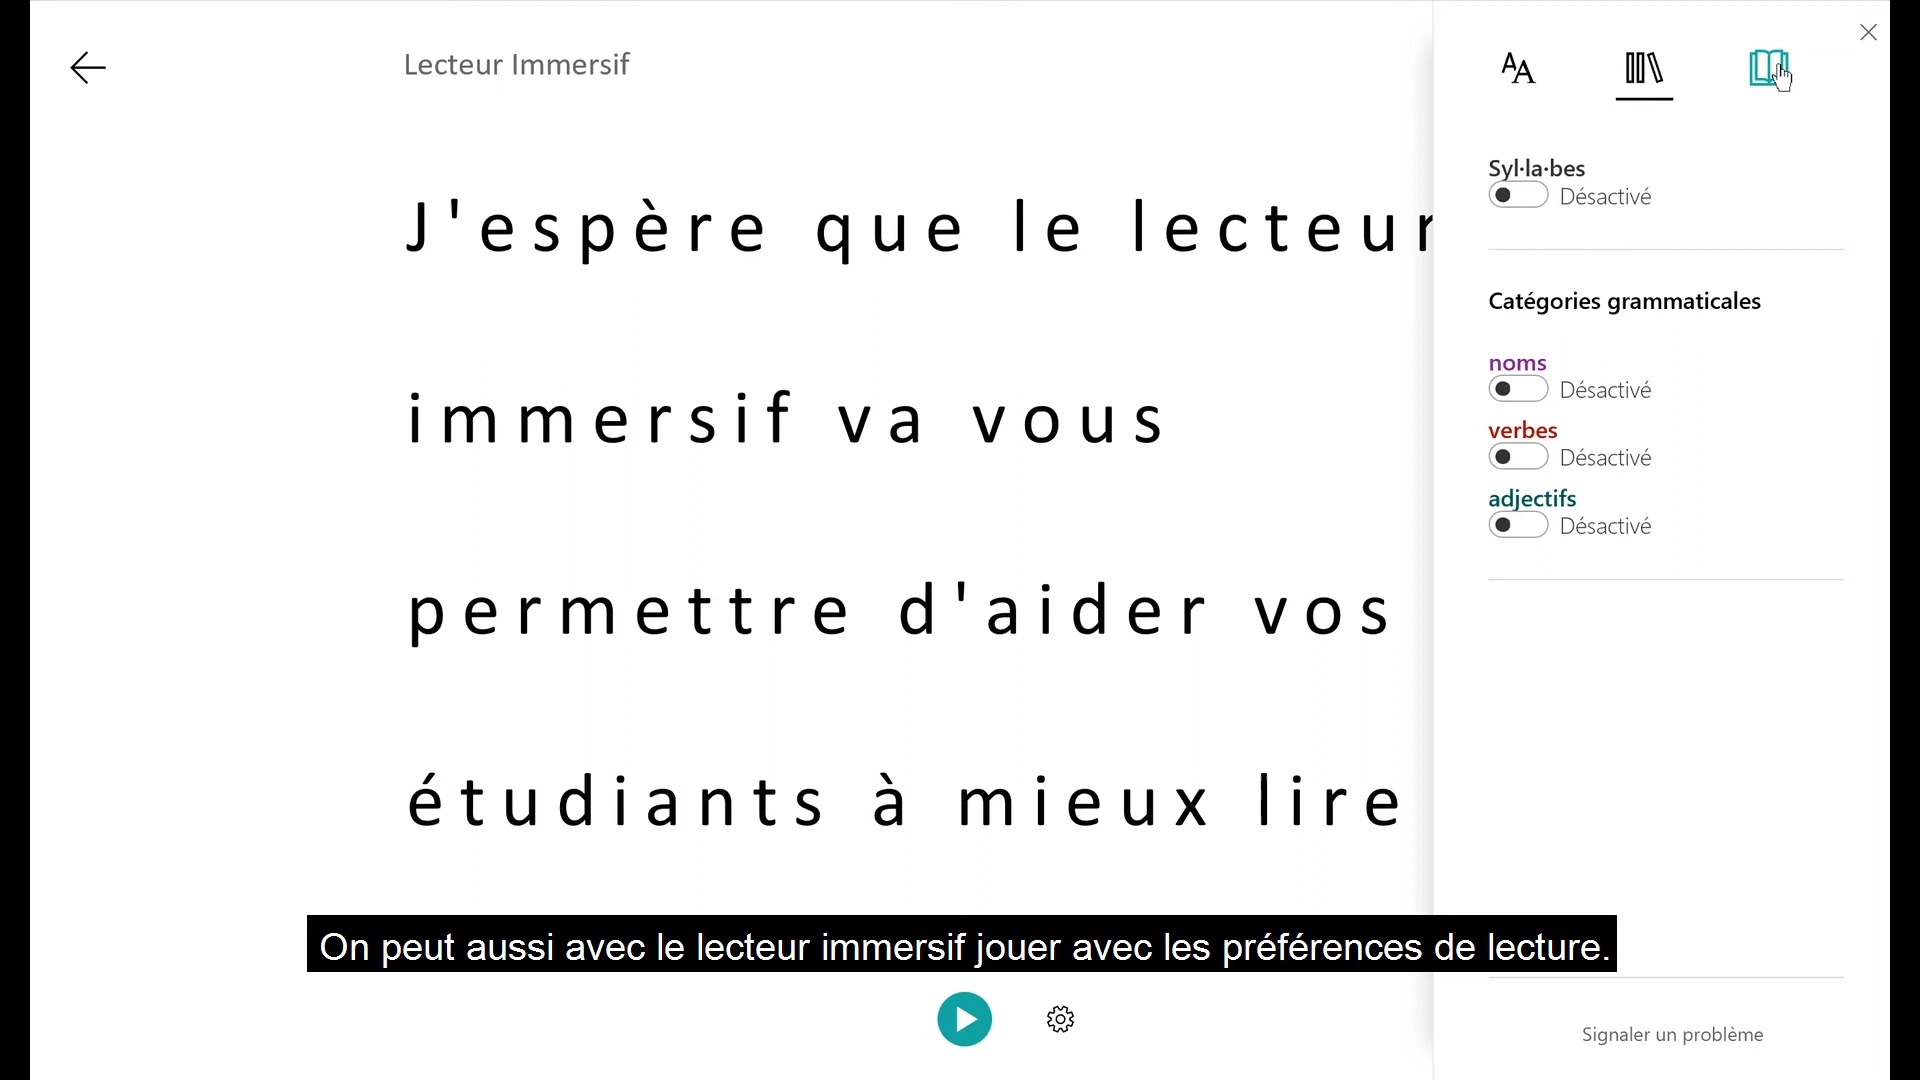 Lecteur Immersif
J'espère que le lecteur
immersif va vous
permettre d'aider vos
étudiants à mieux lire
Syl·la·bes
Désactivé
Catégories grammaticales
noms
Désactivé
verbes
Désactivé
adjectifs
Désactivé
On peut aussi avec le lecteur immersif jouer avec les préférences de lecture.
Signaler un problème